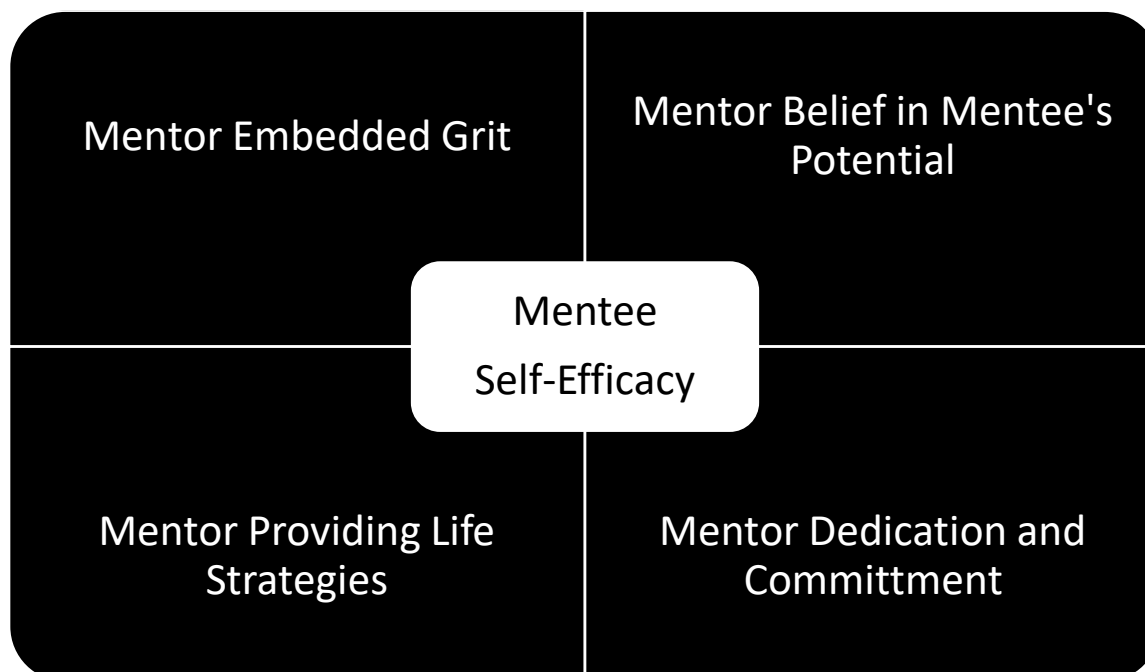 Mentor Embedded Grit
Mentor Belief in Mentee's
Potential
Mentee
Self-Efficacy
Mentor Providing Life
Strategies
Mentor Dedication and
Committment